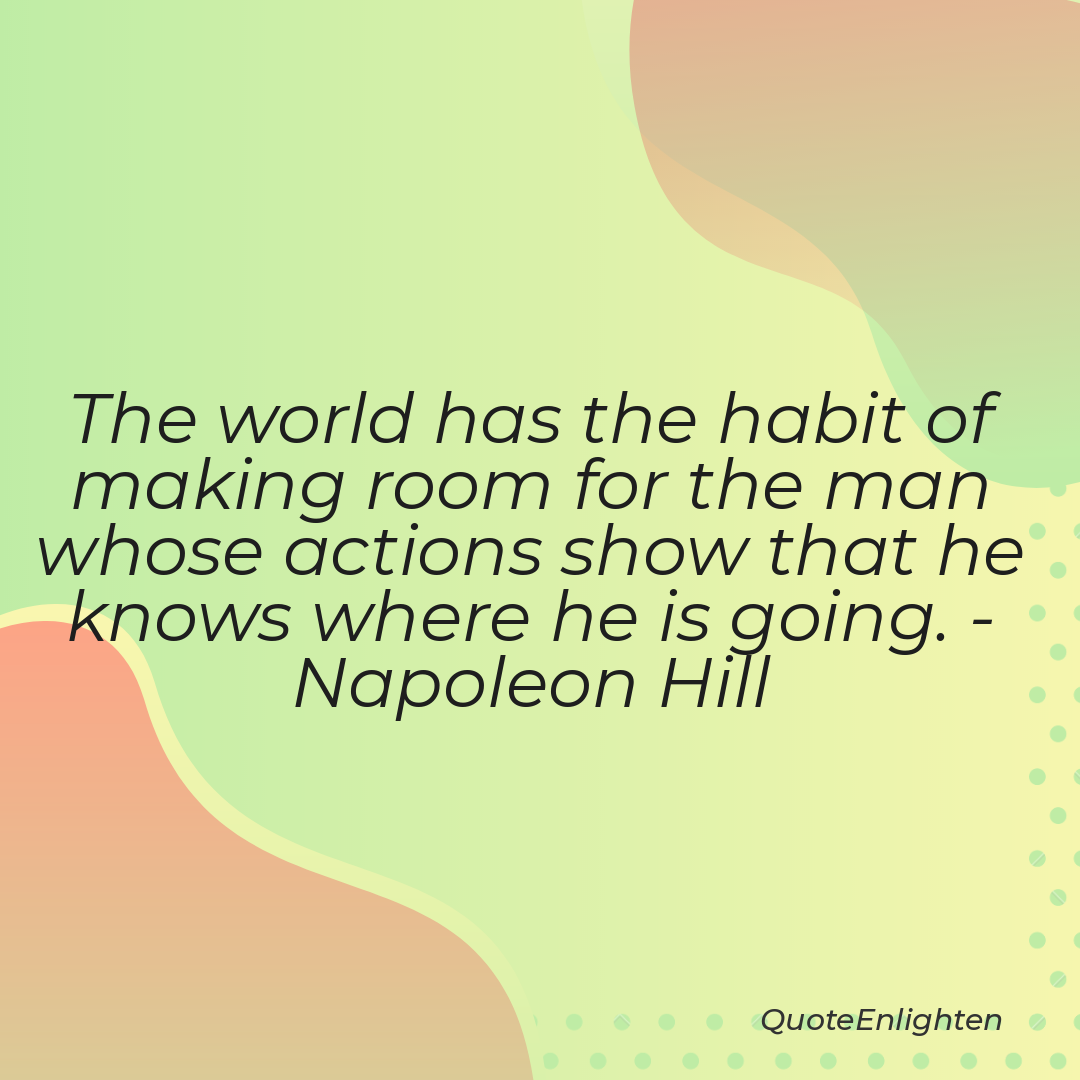 The world has the habit of
making room for the man
whose actions show that he
knows where he is going. -
Napoleon Hill
QuoteEnlighten